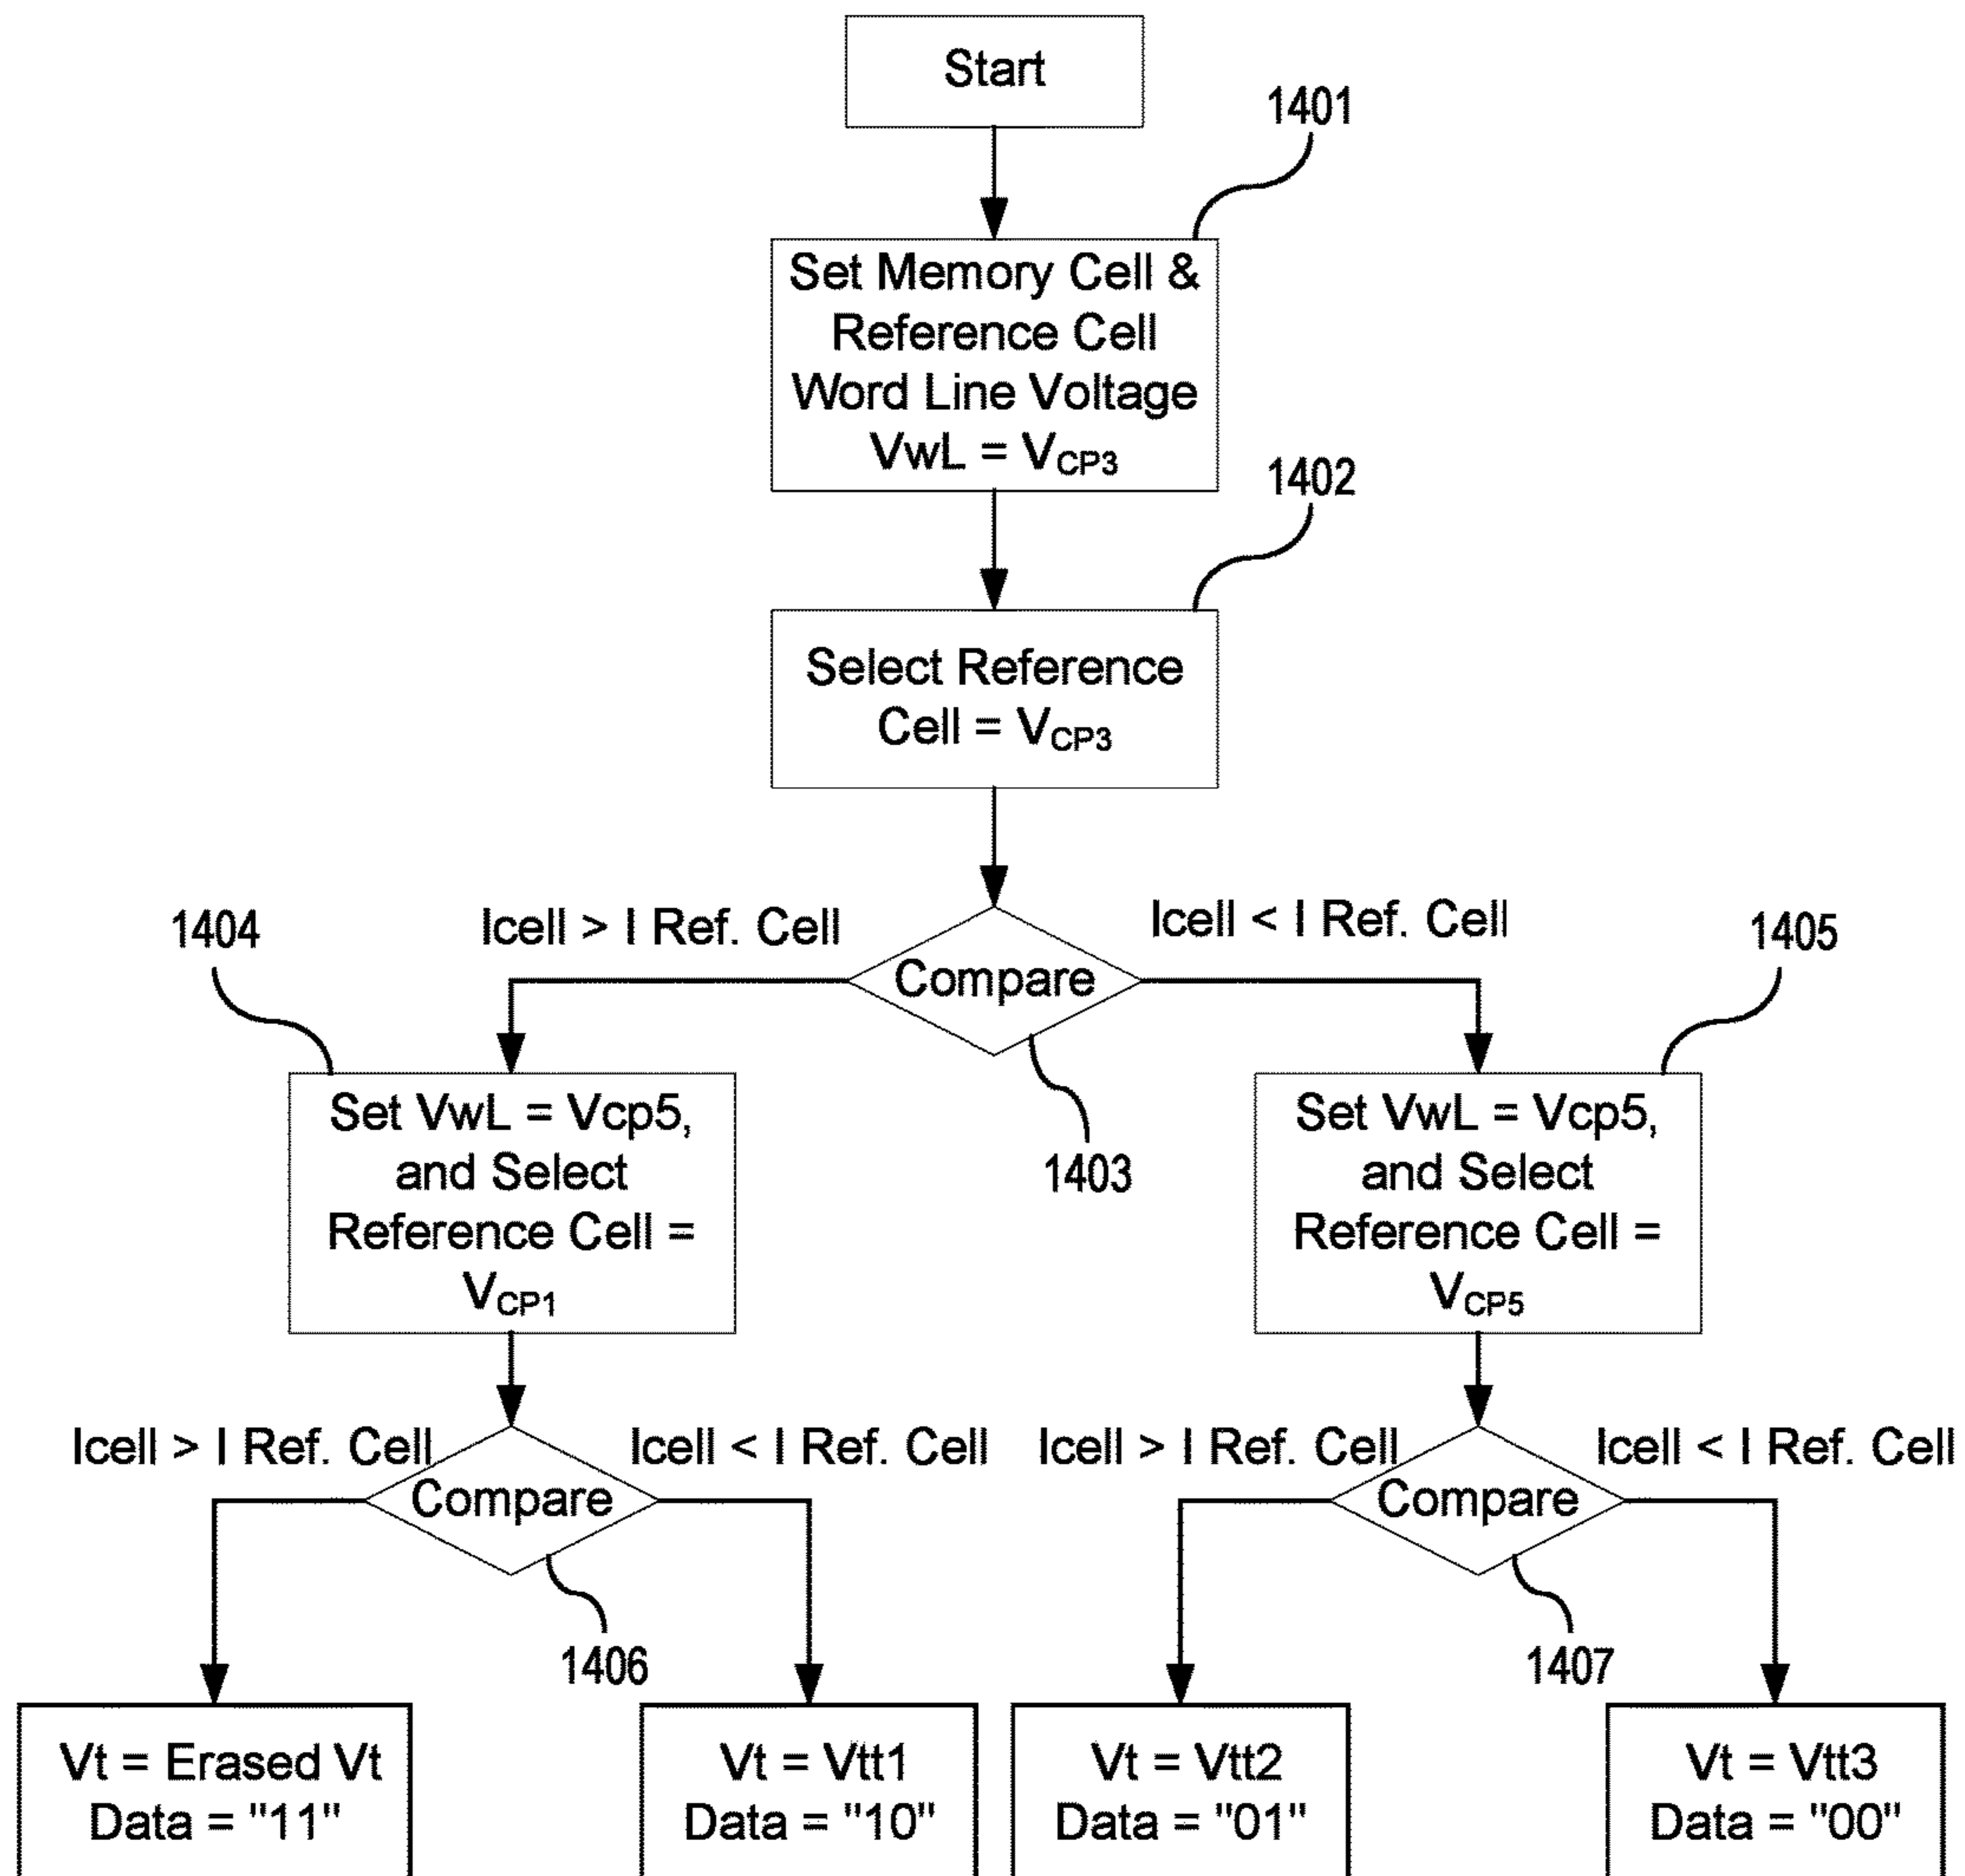 Start
1401
Set Memory Cell &
Reference Cell
Word Line Voltage
VwL = VCP3
1402
Select Reference
Cell = VCP3
Icell > I Ref. Cell
Icell < I Ref. Cell
1404
Compare
1405
1403
Set VwL = Vcp5,
and Select
Reference Cell =
VCP1
Set VwL = Vcp5,
and Select
Reference Cell =
VCP5
Icell > I Ref. Cell
Icell < I Ref. Cell
Icell > I Ref. Cell
Icell < I Ref. Cell
Compare
Compare
1406
1407
Vt = Erased Vt
Data = "11"
Vt = Vtt1
Data = "10"
Vt = Vtt2
Data = "01"
Vt = Vtt3
Data = "00"